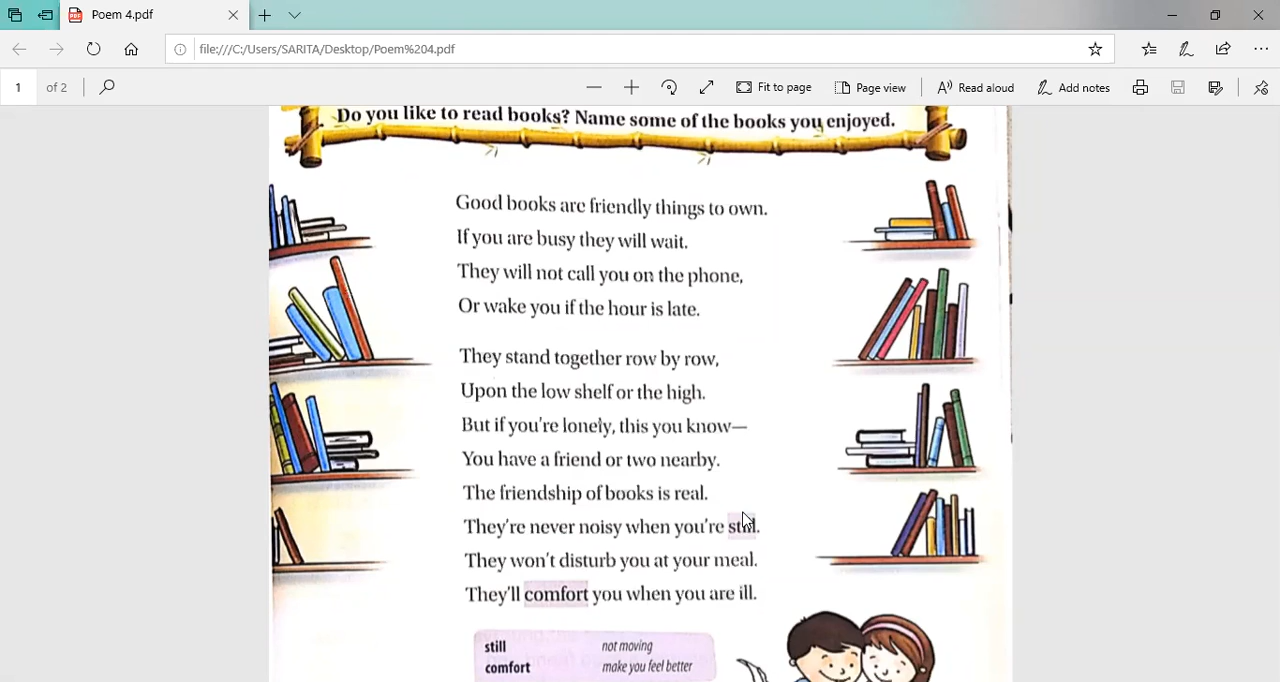 Poem 4.pdf
file:///C:/Users/SARITA/Desktop/Poem%204.pdf
1 of 2
Fit to page
Page view
Read aloud
Add notes
Do you like to read books? Name some of the books you enjoyed.
Good books are friendly things to own.
If you are busy they will wait.
They will not call you on the phone,
Or wake you if the hour is late.
They stand together row by row,
Upon the low shelf or the high.
But if you're lonely, this you know—
You have a friend or two nearby.
The friendship of books is real.
They're never noisy when you're still.
They won't disturb you at your meal.
They'll comfort you when you are ill.
still not moving
comfort make you feel better